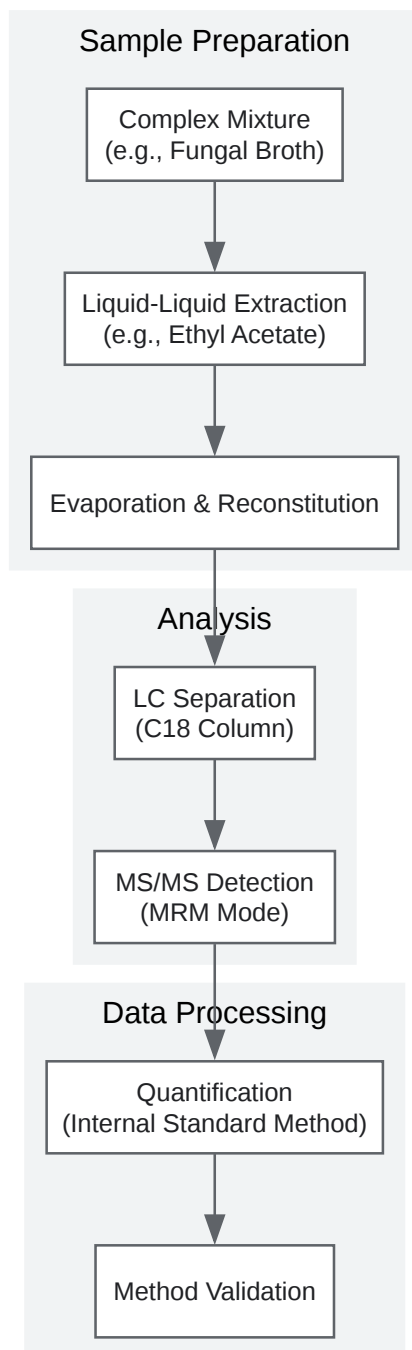 Sample Preparation
Complex Mixture
(e.g., Fungal Broth)
Liquid-Liquid Extraction
(e.g., Ethyl Acetate)
Evaporation & Reconstitution
Analysis
LC Separation
(C18 Column)
MS/MS Detection
(MRM Mode)
Data Processing
Quantification
(Internal Standard Method)
Method Validation